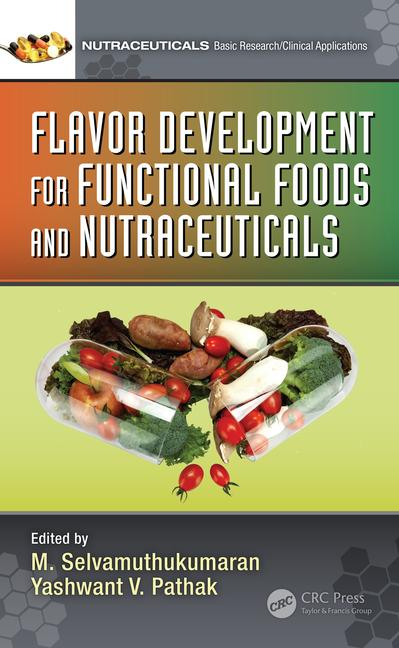 NUTRACEUTICALS Basic Research/Clinical Applications
FLAVOR DEVELOPMENT
FOR FUNCTIONAL FOODS
AND NUTRACEUTICALS
Edited by
M. Selvamuthukumaran
Yashwant V. Pathak
CRC
CRC Press
Taylor & Francis Group